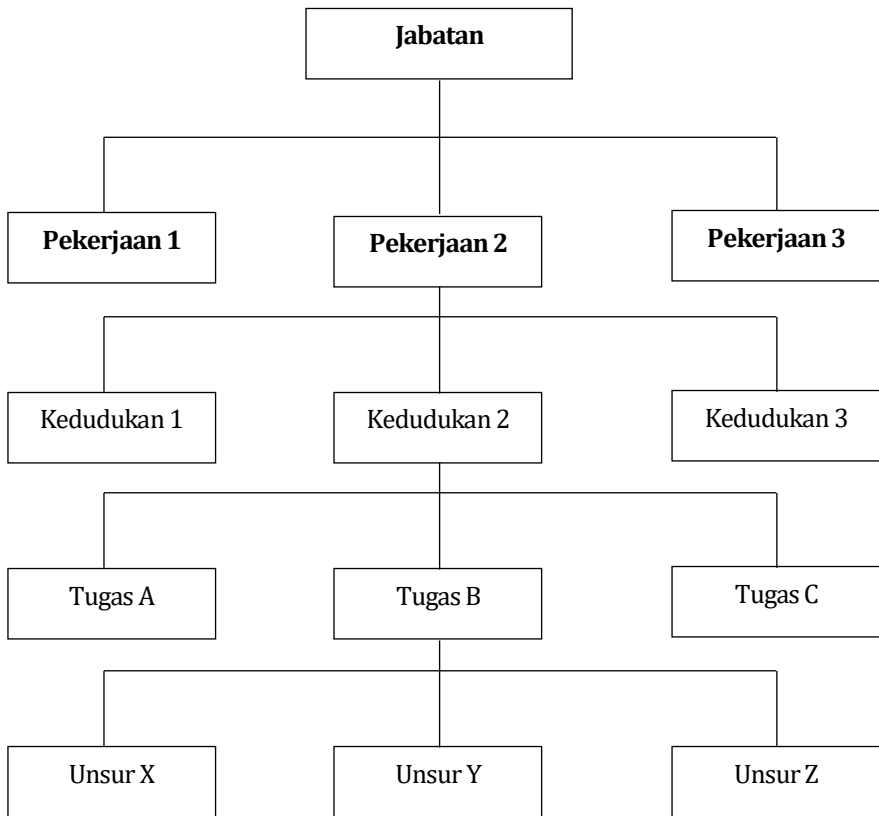 Jabatan
Pekerjaan 1
Pekerjaan 2
Pekerjaan 3
Kedudukan 1
Kedudukan 2
Kedudukan 3
Tugas A
Tugas B
Tugas C
Unsur X
Unsur Y
Unsur Z